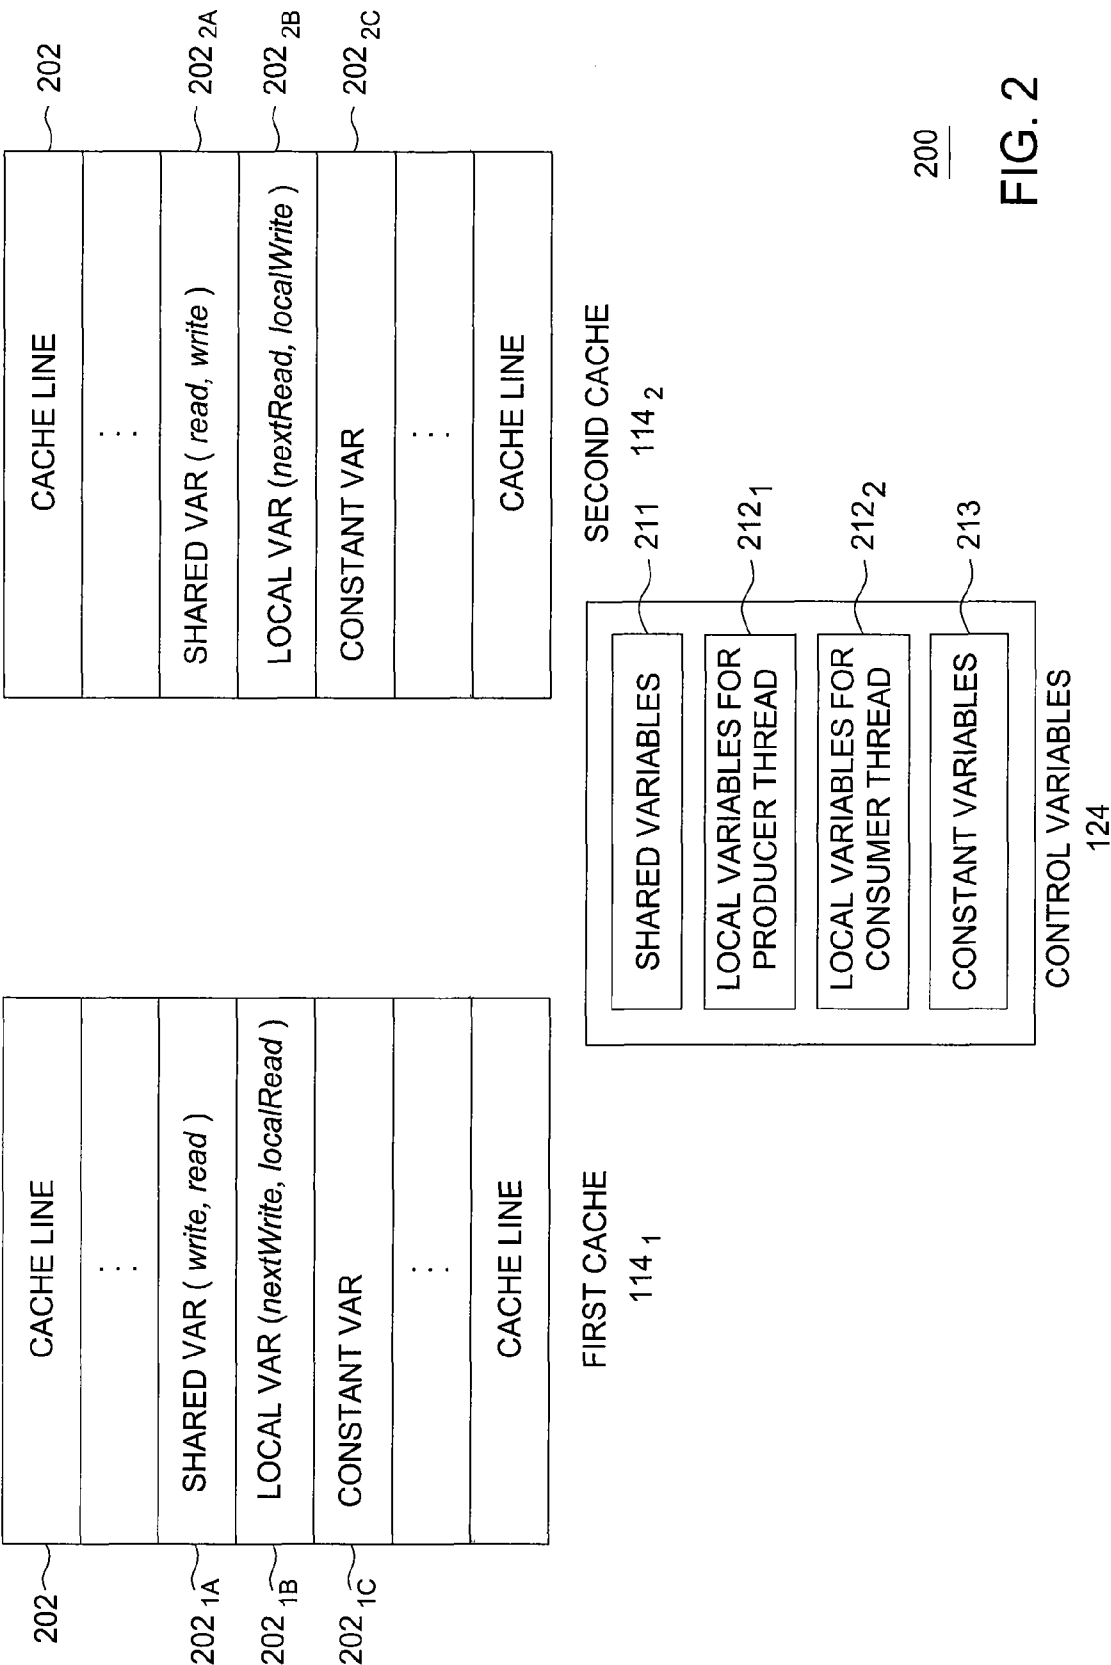 202
CACHE LINE
. . .
202 1A
SHARED VAR ( write, read )
202 1B
LOCAL VAR (nextWrite, localRead )
202 1C
CONSTANT VAR
. . .
CACHE LINE
FIRST CACHE
114 1
CACHE LINE
202
. . .
SHARED VAR ( read, write )
202 2A
LOCAL VAR (nextRead, localWrite )
202 2B
CONSTANT VAR
202 2C
. . .
CACHE LINE
SECOND CACHE
114 2
SHARED VARIABLES
211
LOCAL VARIABLES FOR
PRODUCER THREAD
212 1
LOCAL VARIABLES FOR
CONSUMER THREAD
212 2
CONSTANT VARIABLES
213
CONTROL VARIABLES
124
200
FIG. 2